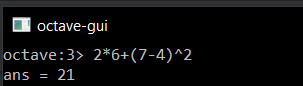 octave-gui
octave:3> 2*6+(7-4)^2
ans = 21